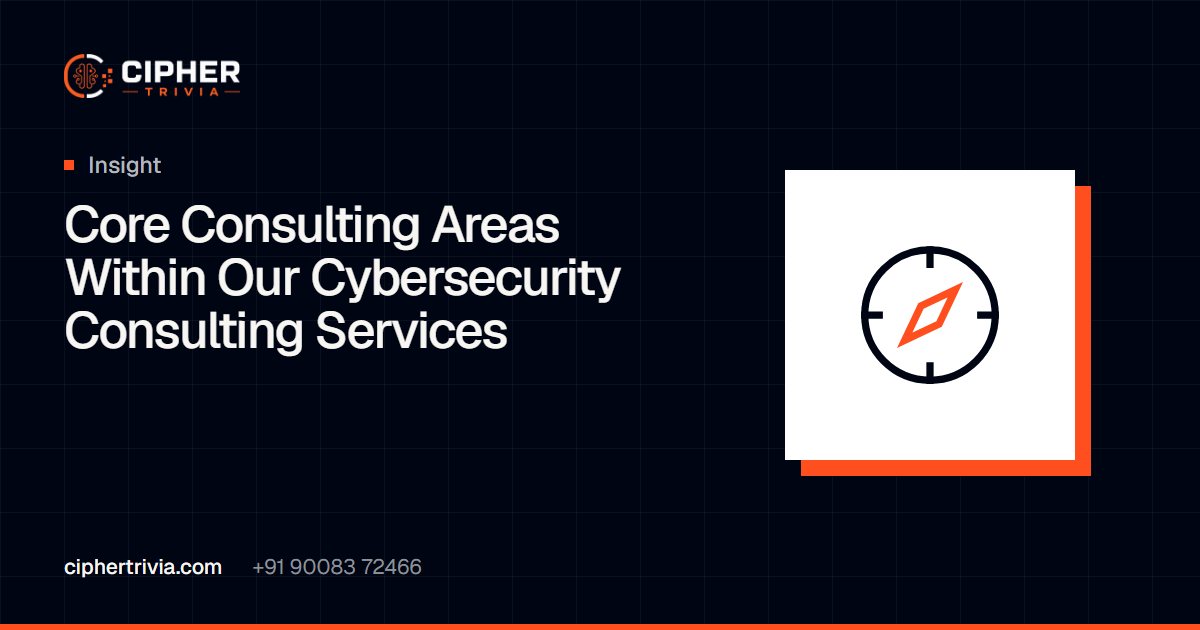 CIPHER
TRIVIA
Insight
Core Consulting Areas
Within Our Cybersecurity
Consulting Services
ciphertrivia.com +91 90083 72466